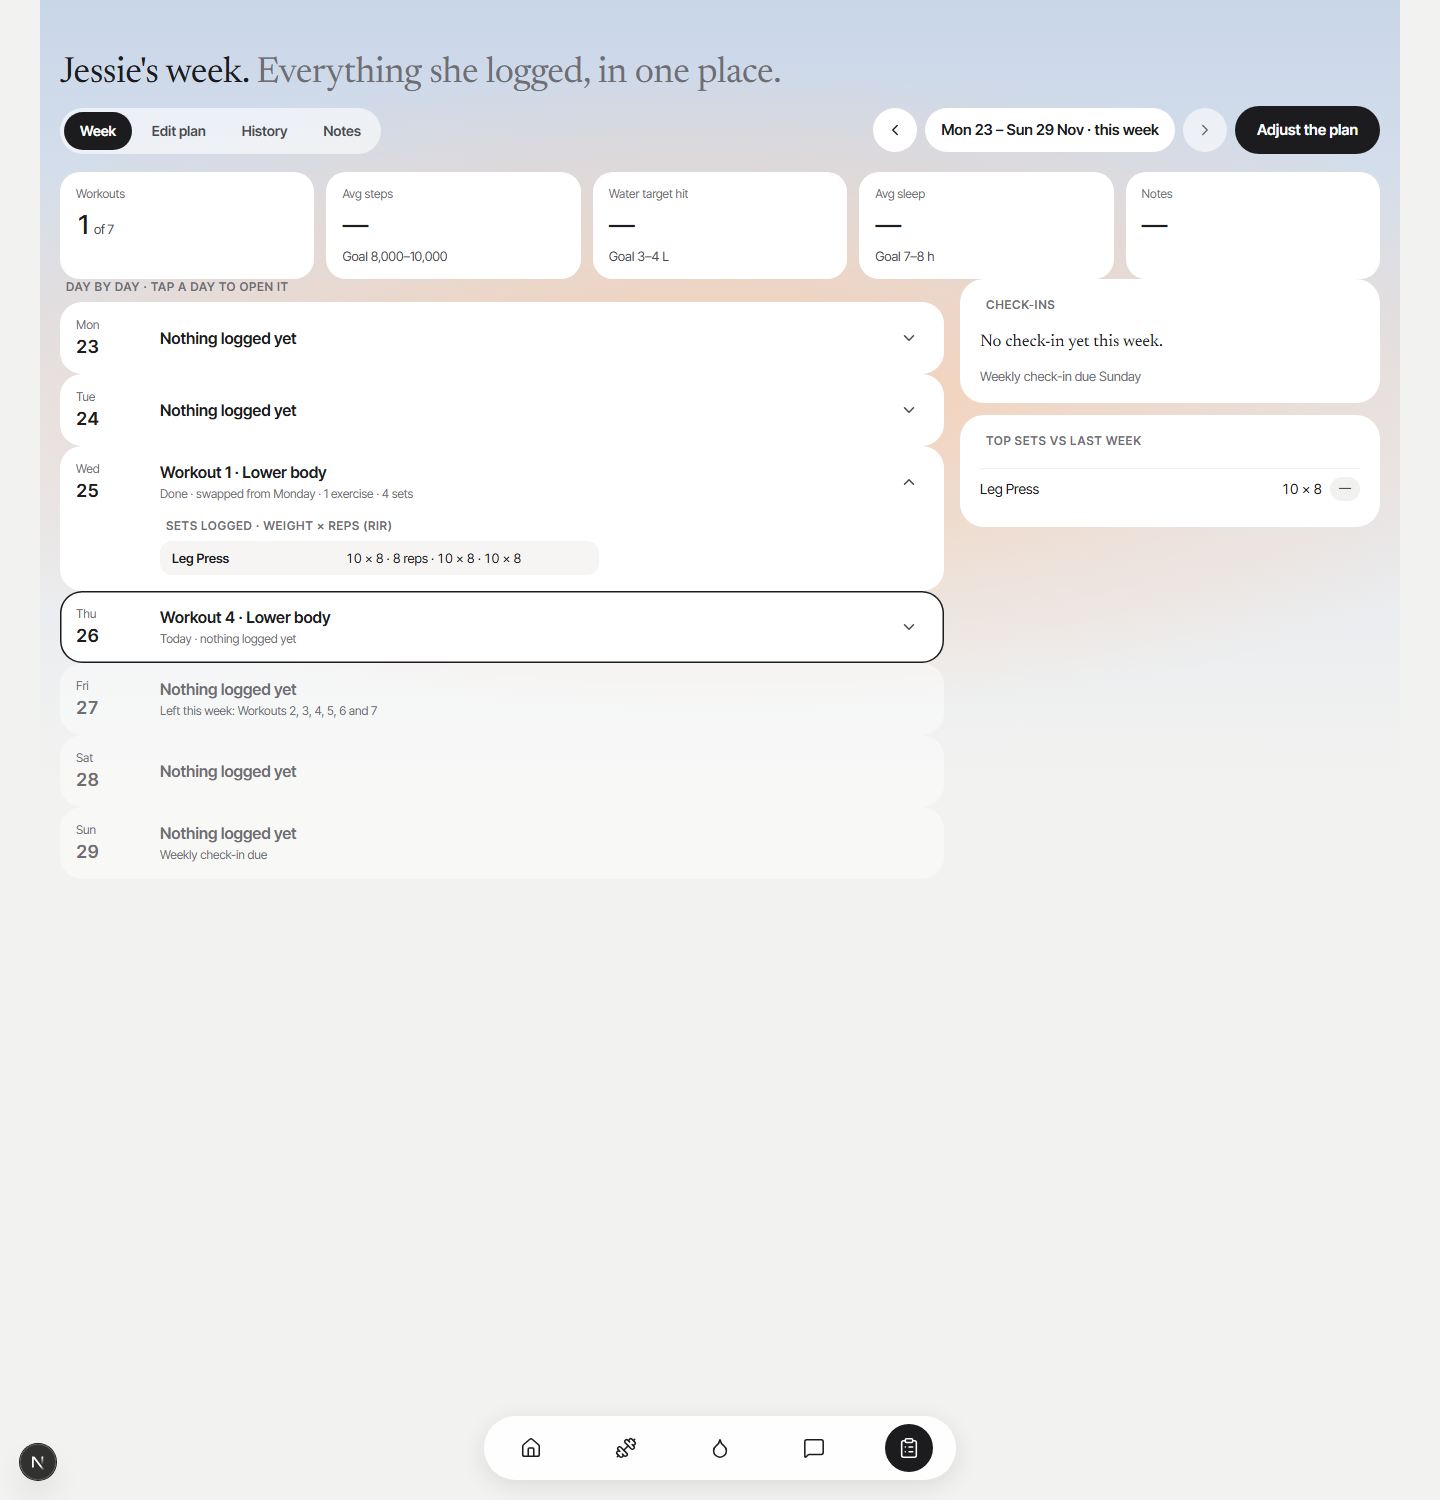 Jessie's week. Everything she logged, in one place.
Week Edit plan History Notes
Mon 23 – Sun 29 Nov · this week
Adjust the plan
Workouts
1 of 7
Avg steps
—
Goal 8,000–10,000
Water target hit
—
Goal 3–4 L
Avg sleep
—
Goal 7–8 h
Notes
—
DAY BY DAY · TAP A DAY TO OPEN IT
Mon
23
Nothing logged yet
Tue
24
Nothing logged yet
Wed
25
Workout 1 · Lower body
Done · swapped from Monday · 1 exercise · 4 sets
SETS LOGGED · WEIGHT × REPS (RIR)
Leg Press 10 × 8 · 8 reps · 10 × 8 · 10 × 8
Thu
26
Workout 4 · Lower body
Today · nothing logged yet
Fri
27
Nothing logged yet
Left this week: Workouts 2, 3, 4, 5, 6 and 7
Sat
28
Nothing logged yet
Sun
29
Nothing logged yet
Weekly check-in due
CHECK-INS
No check-in yet this week.
Weekly check-in due Sunday
TOP SETS VS LAST WEEK
Leg Press 10 × 8 —
N